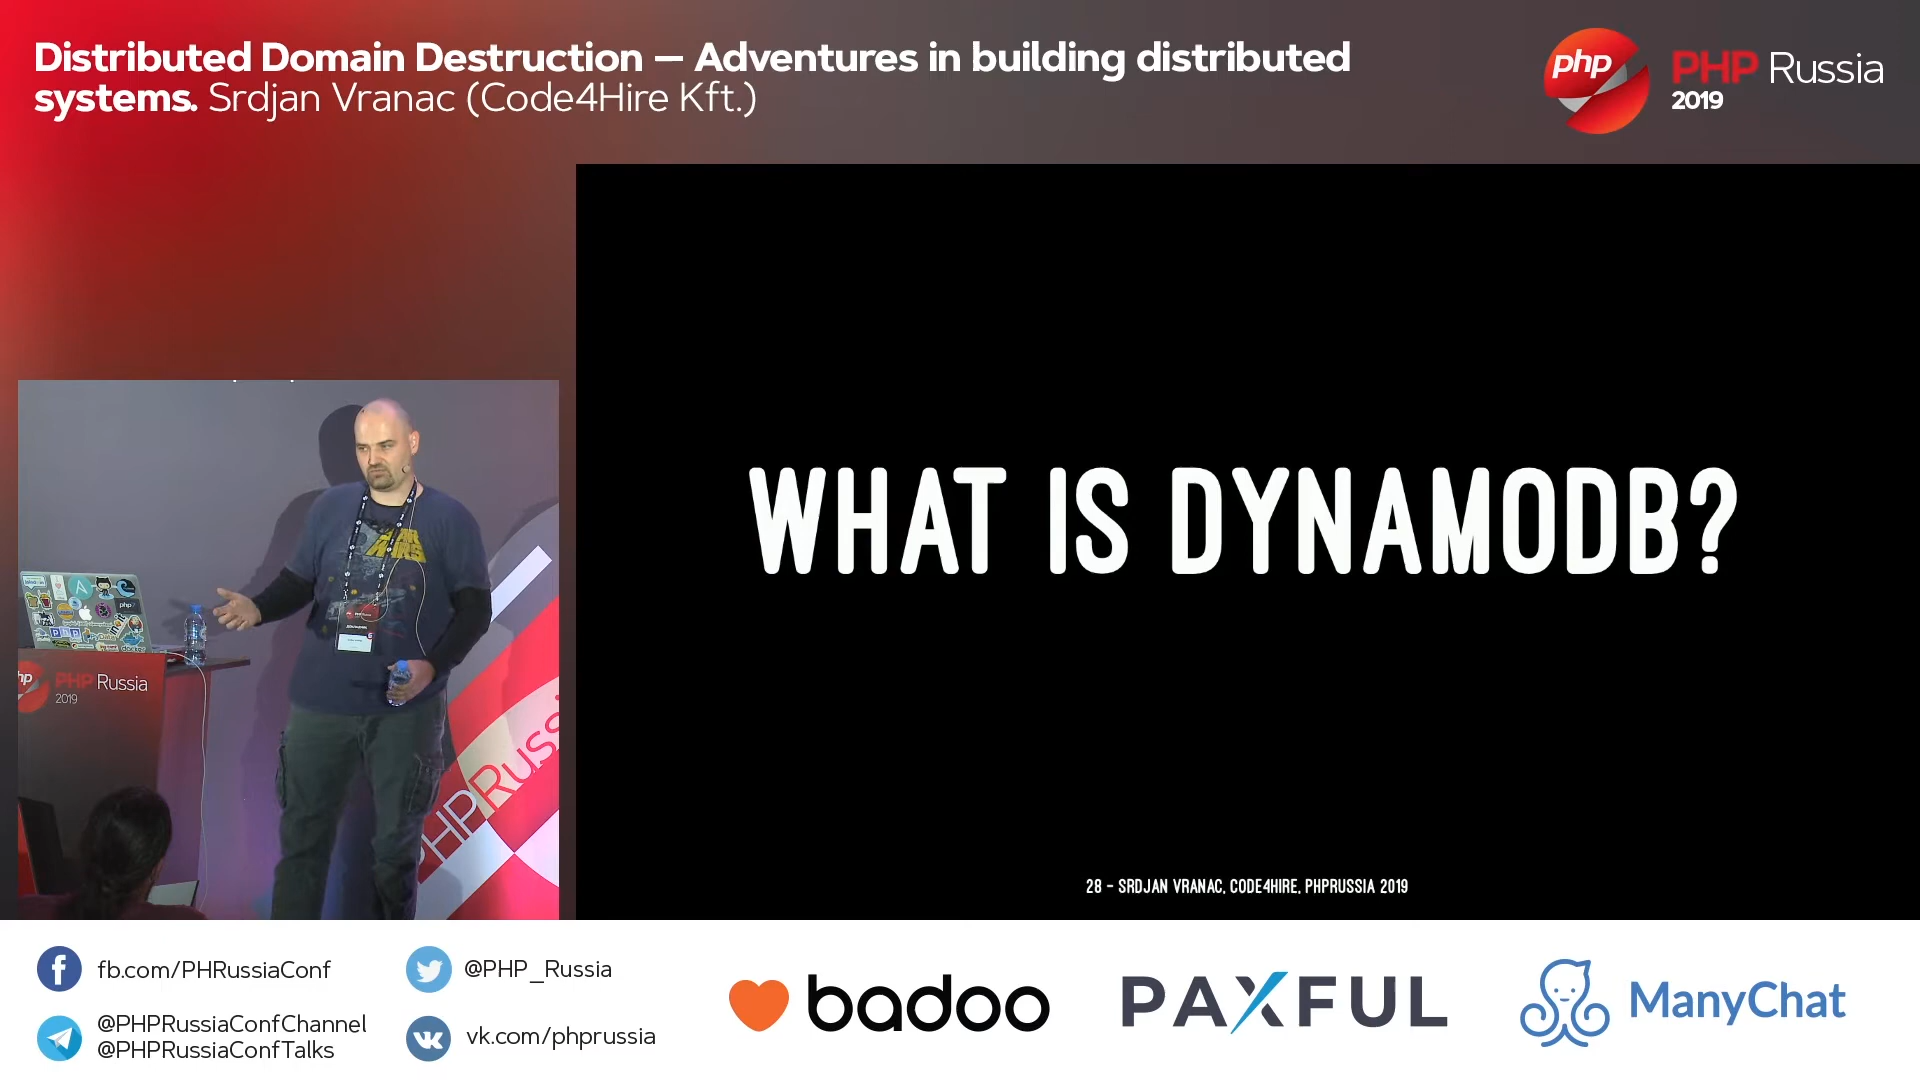 Distributed Domain Destruction — Adventures in building distributed
systems. Srdjan Vranac (Code4Hire Kft.)
php
PHP Russia
2019
WHAT IS DYNAMODB?
28 - SRDJAN VRANAC, CODE4HIRE, PHPRUSSIA 2019
php
PHP Russia
2019
PHPRuss
fb.com/PHRussiaConf
@PHP_Russia
@PHPRussiaConfChannel
@PHPRussiaConfTalks
vk.com/phprussia
badoo
PAXFUL
ManyChat